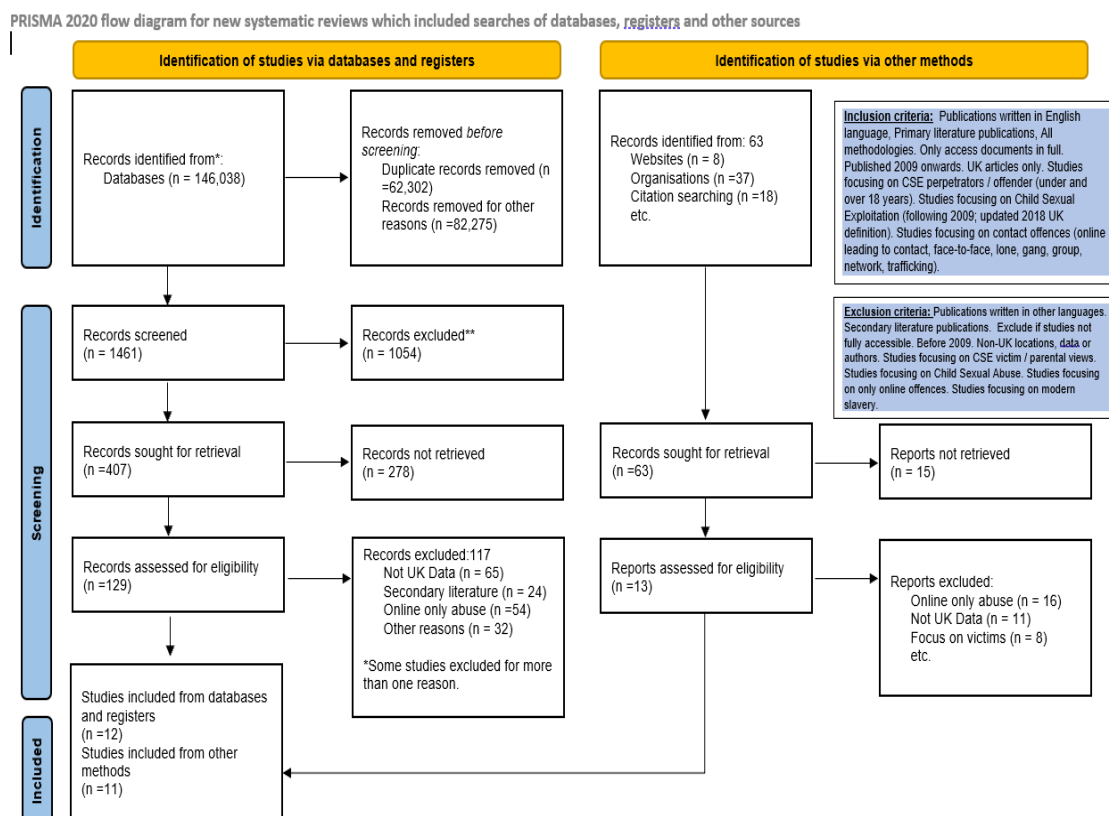 PRISMA 2020 flow diagram for new systematic reviews which included searches of databases, registers and other sources
Identification of studies via databases and registers
Identification of studies via other methods
Identification
Records identified from*:
Databases (n = 146,038)
Records removed before
screening:
Duplicate records removed (n
=62,302)
Records removed for other
reasons (n =82,275)
Records identified from: 63
Websites (n = 8)
Organisations (n =37)
Citation searching (n =18)
etc.
Inclusion criteria: Publications written in English
language, Primary literature publications, All
methodologies. Only access documents in full.
Published 2009 onwards. UK articles only. Studies
focusing on CSE perpetrators / offender (under and
over 18 years). Studies focusing on Child Sexual
Exploitation (following 2009; updated 2018 UK
definition). Studies focusing on contact offences (online
leading to contact, face-to-face, lone, gang, group,
network, trafficking).
Exclusion criteria: Publications written in other languages.
Secondary literature publications. Exclude if studies not
fully accessible. Before 2009. Non-UK locations, data or
authors. Studies focusing on CSE victim / parental views.
Studies focusing on Child Sexual Abuse. Studies focusing
on only online offences. Studies focusing on modern
slavery.
Screening
Records screened
(n = 1461)
Records excluded**
(n = 1054)
Records sought for retrieval
(n =407)
Records not retrieved
(n = 278)
Records sought for retrieval
(n =63)
Reports not retrieved
(n = 15)
Records assessed for eligibility
(n =129)
Records excluded:117
Not UK Data (n = 65)
Secondary literature (n = 24)
Online only abuse (n =54)
Other reasons (n = 32)
*Some studies excluded for more
than one reason.
Reports assessed for eligibility
(n =13)
Reports excluded:
Online only abuse (n = 16)
Not UK Data (n = 11)
Focus on victims (n = 8)
etc.
Included
Studies included from databases
and registers
(n =12)
Studies included from other
methods
(n =11)